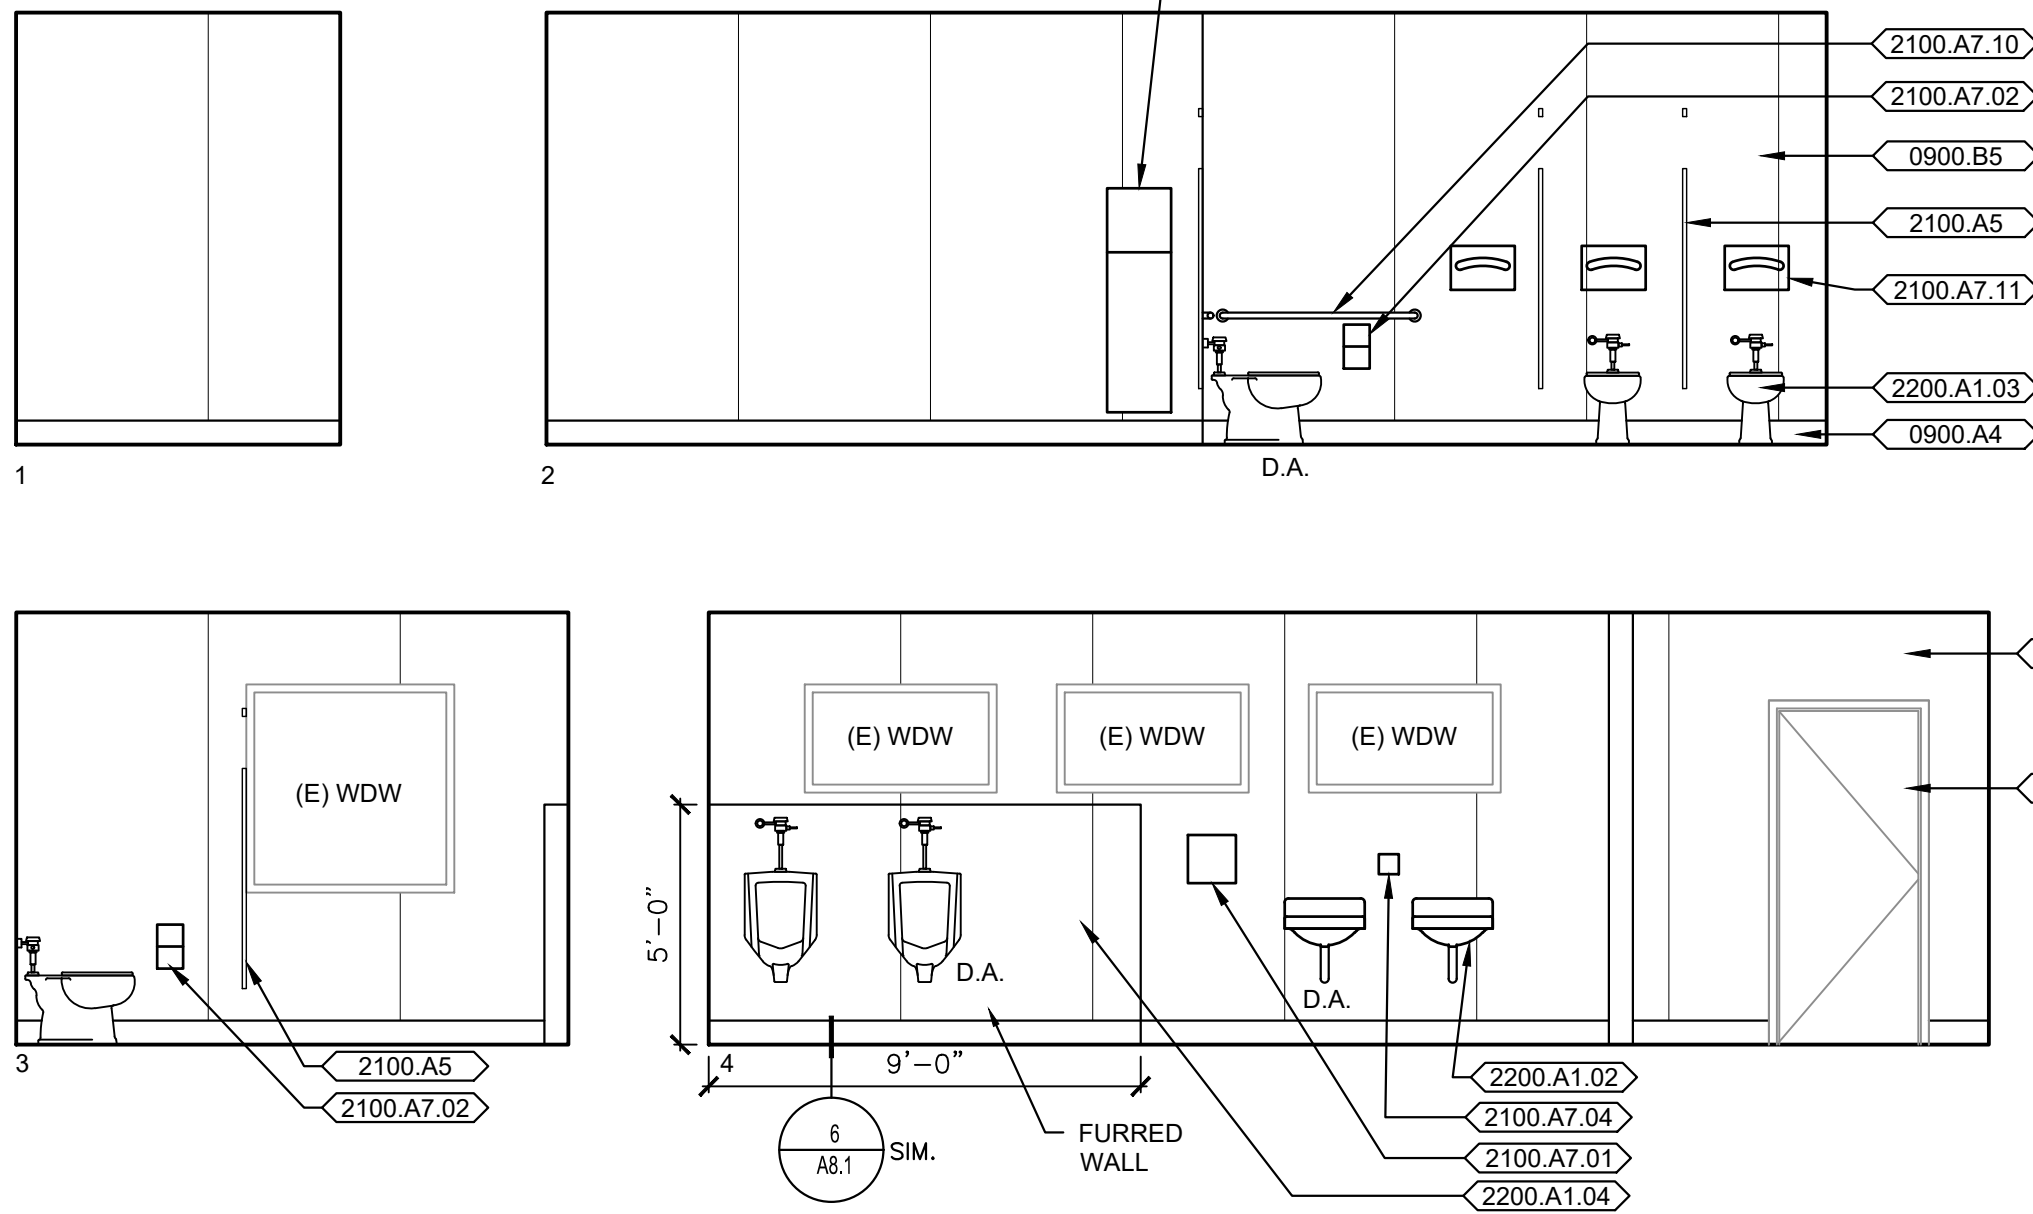 2100.A7.10
2100.A7.02
0900.B5
2100.A5
2100.A7.11
2200.A1.03
0900.A4
1
2
D.A.
(E) WDW
(E) WDW
(E) WDW
(E) WDW
5'-0"
D.A.
D.A.
3
4
9'-0"
2100.A5
2100.A7.02
2200.A1.02
2100.A7.04
2100.A7.01
2200.A1.04
6
A8.1
SIM.
FURRED
WALL